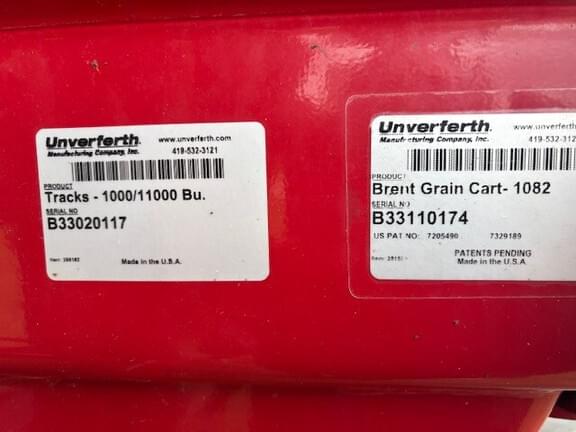 Unverferth. www.unverferth.com
Manufacturing Company, Inc. 419-532-3121
PRODUCT
Tracks - 1000/11000 Bu.
SERIAL NO
B33020117
Made in the U.S.A.
Unverferth.
Manufacturing Company, Inc. 419-532-312
PRODUCT
Brent Grain Cart- 1082
SERIAL NO
B33110174
US PAT NO: 7205490 7329189
PATENTS PENDING
Made in the U.S.A.